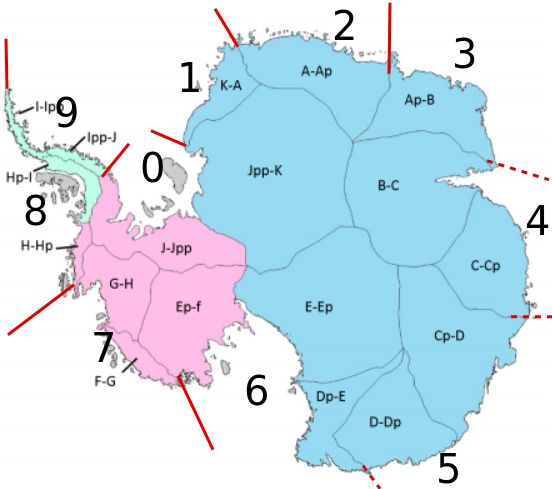 2
3
1
A-Ap
K-A
Ap-B
I-Ipp
9
Ipp-J
0
Hp-I
Jpp-K
B-C
8
4
H-Hp
J-Jpp
C-Cp
G-H
Ep-f
E-Ep
Cp-D
7
F-G
6
Dp-E
D-Dp
5